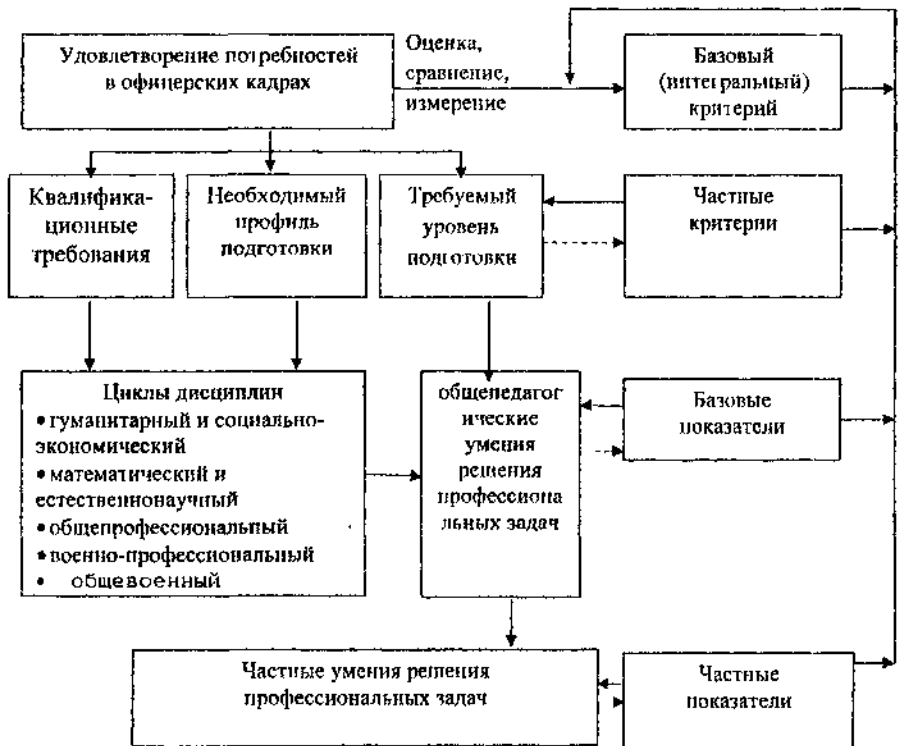 Удовлетворение потребностей
в офицерских кадрах
Оценка,
сравнение,
измерение
Базовый
(интегральный)
критерий
Квалифика-
ционные
требования
Необходимый
профиль
подготовки
Требуемый
уровень
подготовки
Частные
критерии
Циклы дисциплин
• гуманитарный и социально-
экономический
• математический и
естественнонаучный
• общепрофессиональный
• военно-профессиональный
• общевоенный
общепедагог
ические
умения
решения
профессиона
льных задач
Базовые
показатели
Частные умения решения
профессиональных задач
Частные
показатели